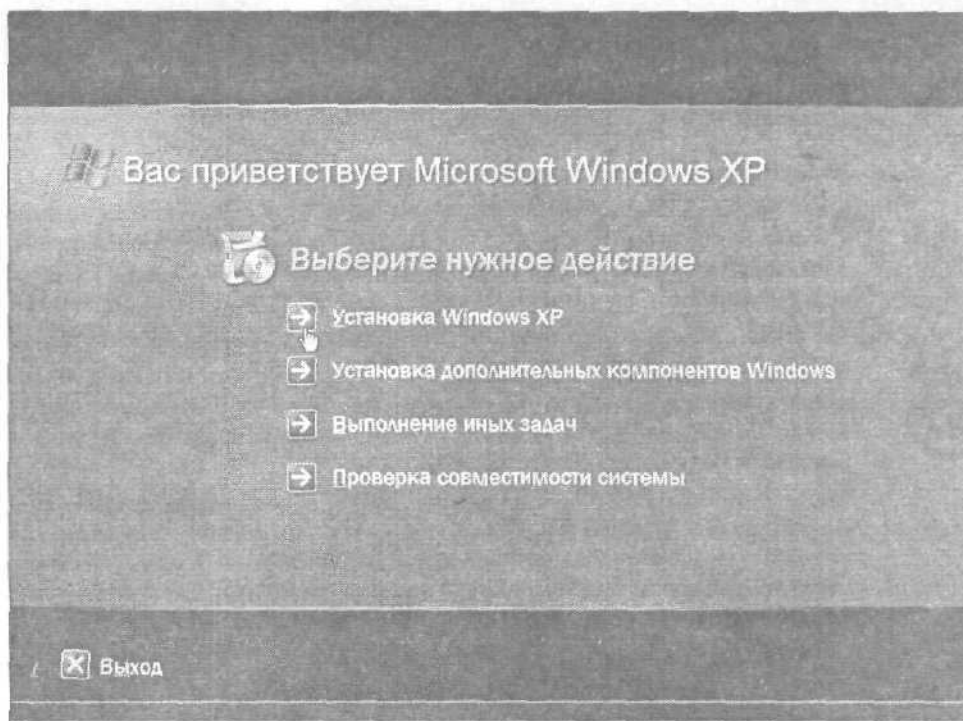 Вас приветствует Microsoft Windows XP
Выберите нужное действие
Установка Windows XP
Установка дополнительных компонентов Windows
Выполнение иных задач
Проверка совместимости системы
Выход